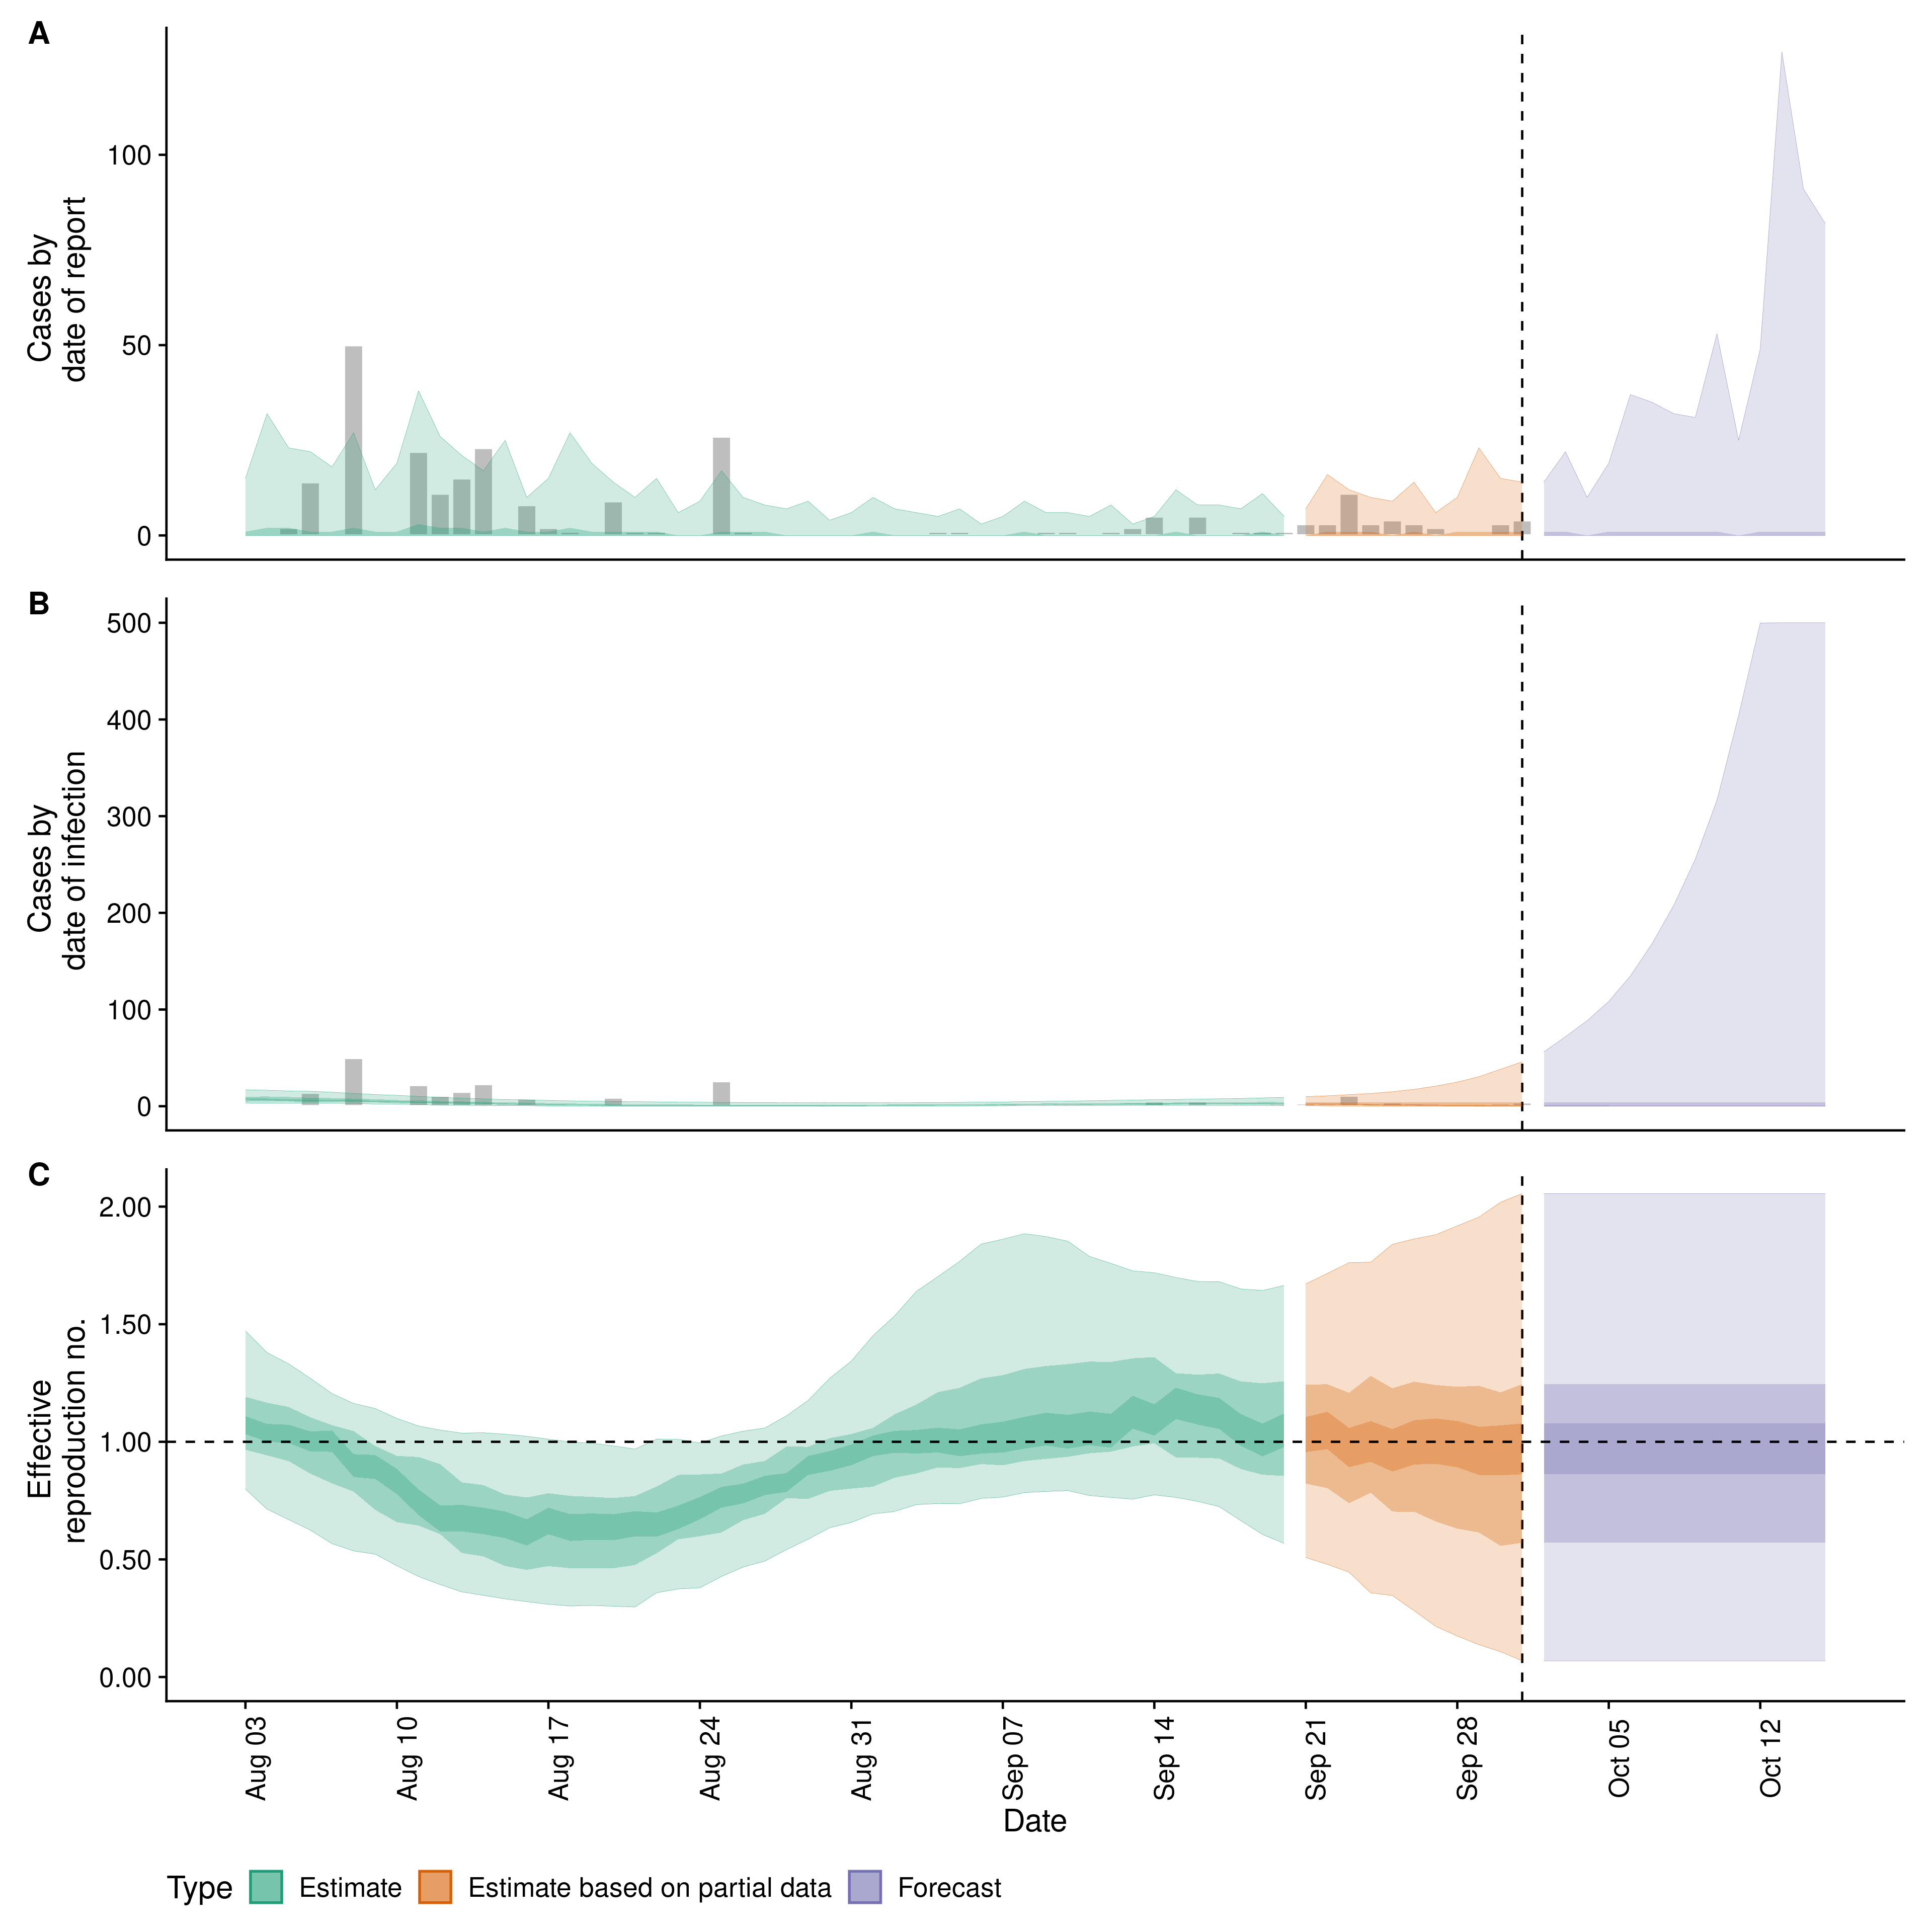 A
Cases by
date of report
100
50
0
B
Cases by
date of infection
500
400
300
200
100
0
C
Effective
reproduction no.
2.00
1.50
1.00
0.50
0.00
Aug 03
Aug 10
Aug 17
Aug 24
Aug 31
Sep 07
Sep 14
Sep 21
Sep 28
Oct 05
Oct 12
Date
Type Estimate Estimate based on partial data Forecast